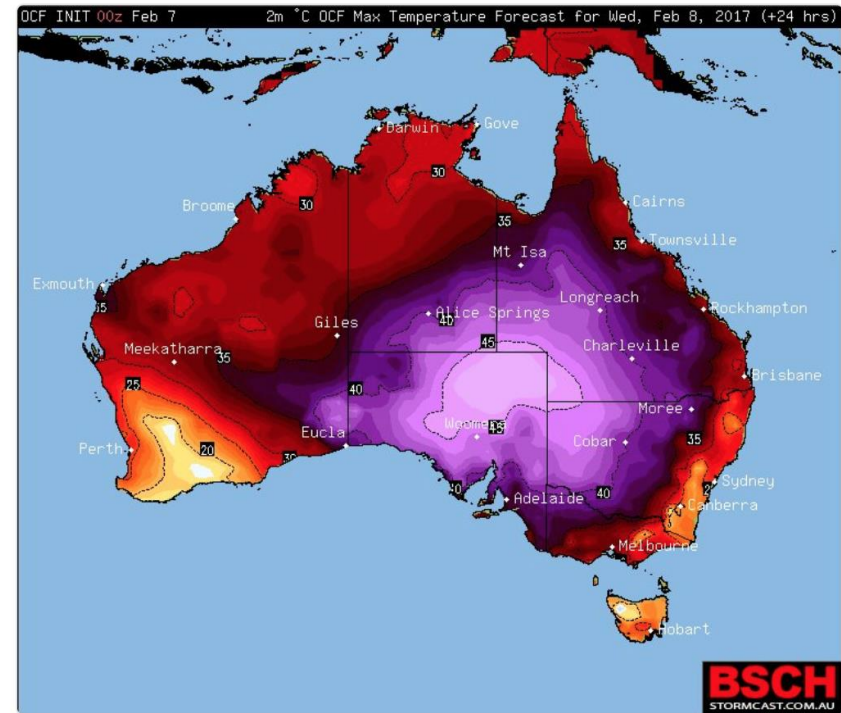 OCF INIT 00z Feb 7 2m °C OCF Max Temperature Forecast for Wed, Feb 8, 2017 (+24 hrs)
Darwin
Gove
30
30
Broome
Cairns
35
35
Townsville
Mt Isa
Exmouth
Longreach
Rockhampton
Alice Springs
40
Giles
45
Meekatharra
35
Charleville
25
40
Brisbane
Moree
Eucla
Woomera
45
35
Perth
20
30
Cobar
Sydney
40
40
Adelaide
Canberra
Melbourne
Hobart
BSCH
STORMCAST.COM.AU